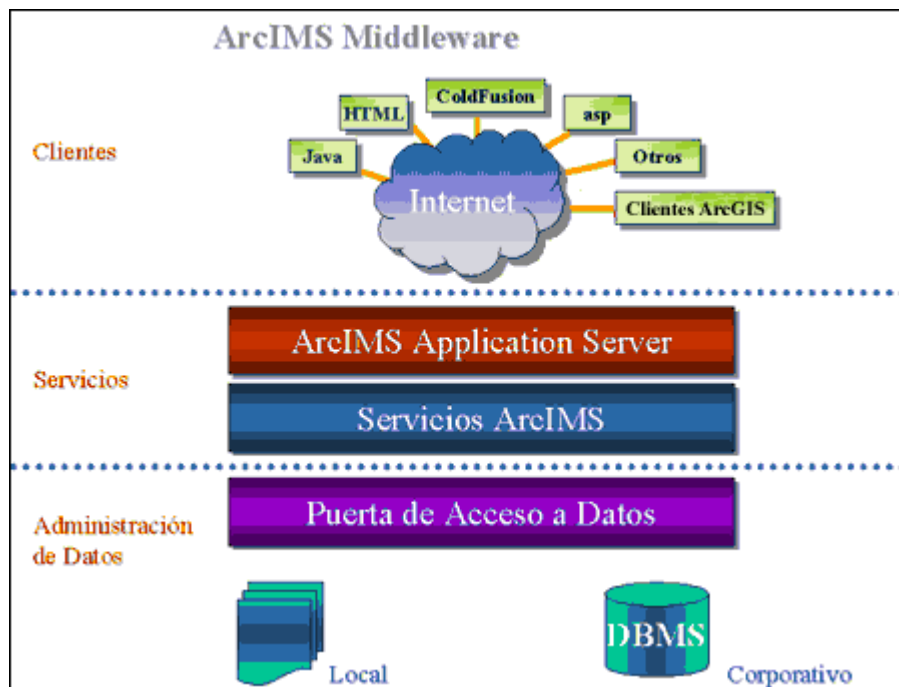 ArcIMS Middleware
ColdFusion
HTML
asp
Clientes
Java
Otros
Internet
Clientes ArcGIS
ArcIMS Application Server
Servicios
Servicios ArcIMS
Puerta de Acceso a Datos
Administración
de Datos
DBMS
Local
Corporativo